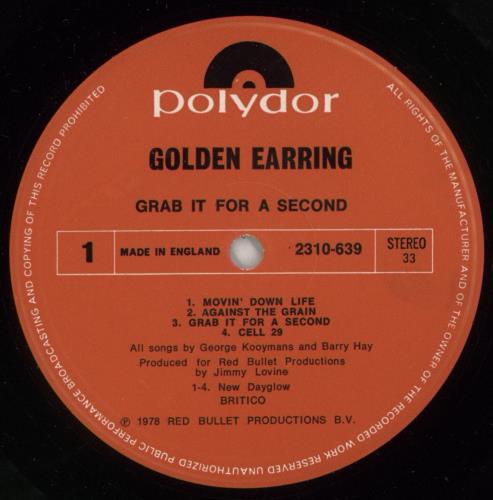 polydor
GOLDEN EARRING
GRAB IT FOR A SECOND
1 MADE IN ENGLAND 2310-639 STEREO
33
1. MOVIN' DOWN LIFE
2. AGAINST THE GRAIN
3. GRAB IT FOR A SECOND
4. CELL 29
All songs by George Kooymans and Barry Hay
Produced for Red Bullet Productions
by Jimmy Lovine
1-4. New Dayglow
BRITICO
℗ 1978 RED BULLET PRODUCTIONS B.V.
ALL RIGHTS OF THE MANUFACTURER AND OF THE OWNER OF THE RECORDED WORK RESERVED UNAUTHORIZED PUBLIC PERFORMANCE BROADCASTING AND COPYING OF THIS RECORD PROHIBITED